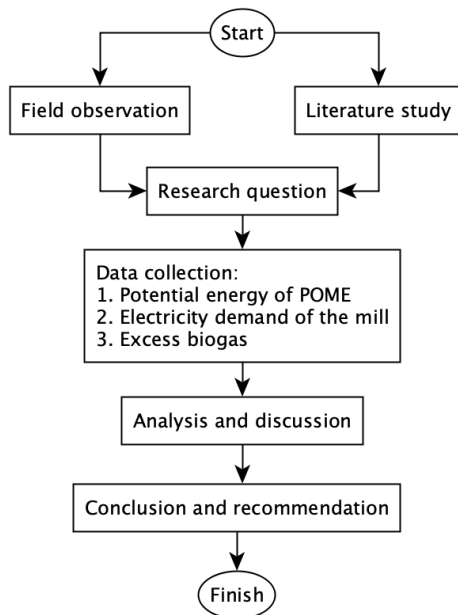 Start
Field observation
Literature study
Research question
Data collection:
1. Potential energy of POME
2. Electricity demand of the mill
3. Excess biogas
Analysis and discussion
Conclusion and recommendation
Finish